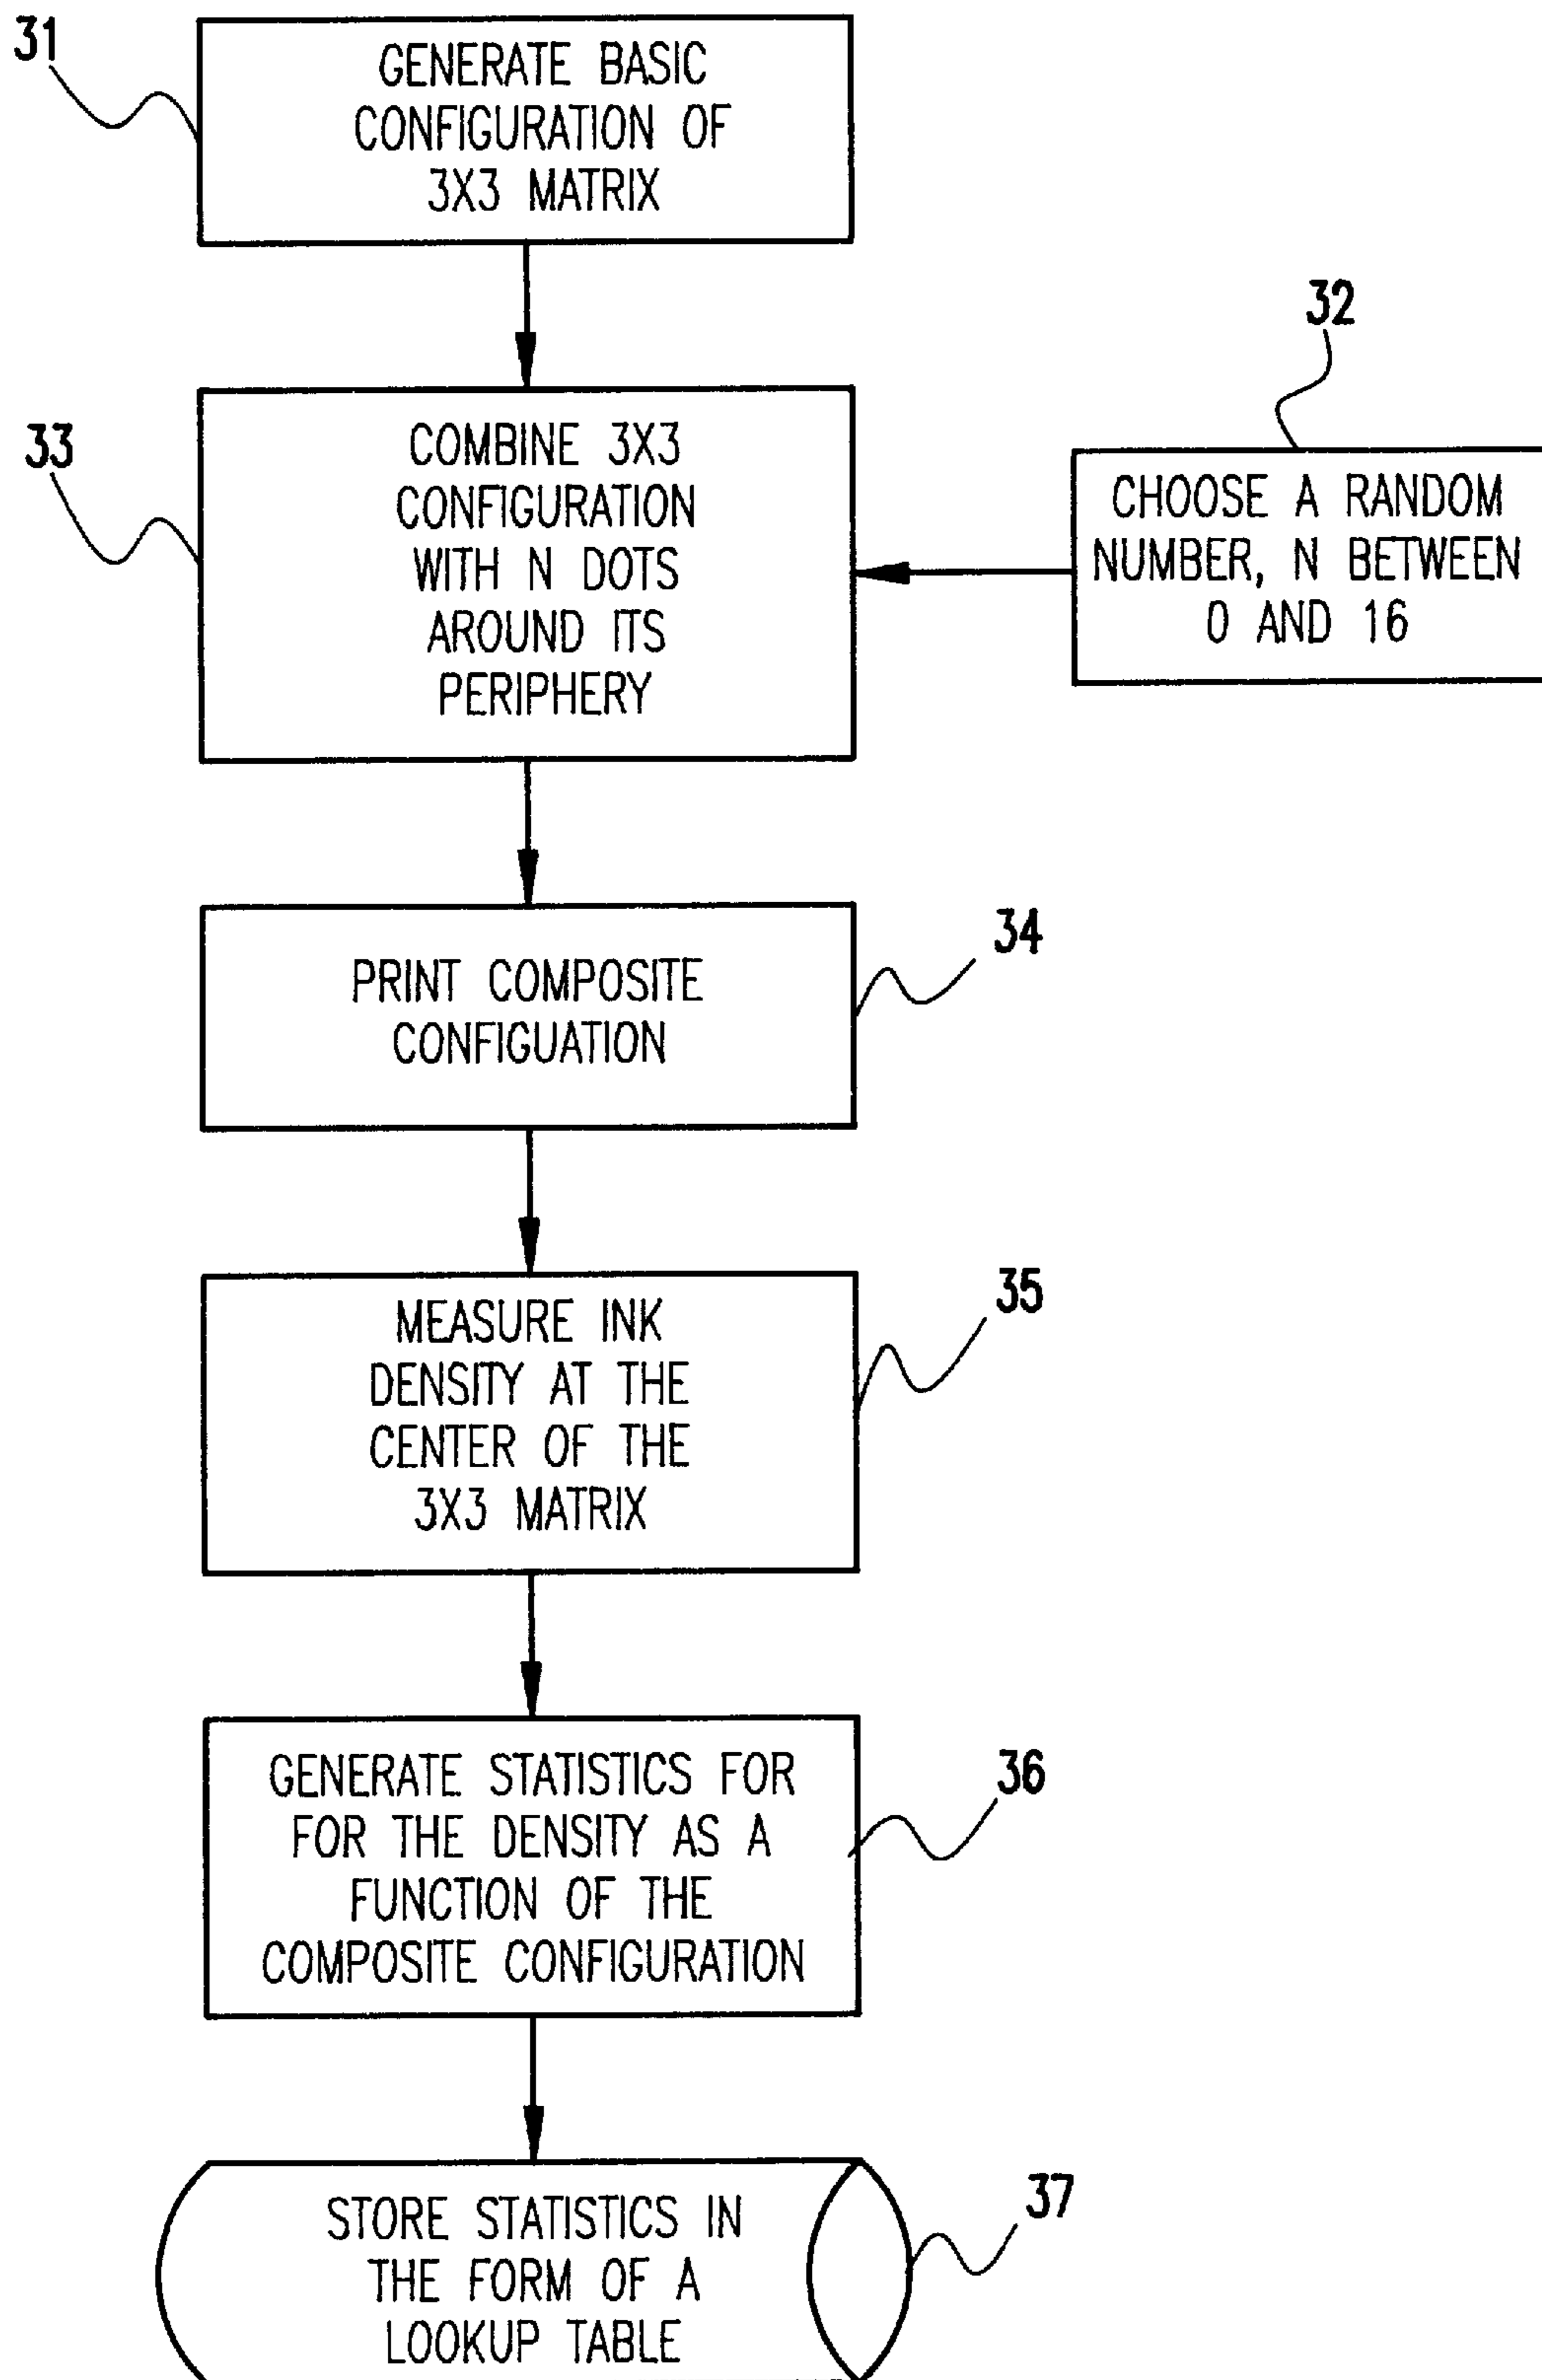 31
GENERATE BASIC
CONFIGURATION OF
3X3 MATRIX
32
33
COMBINE 3X3
CONFIGURATION
WITH N DOTS
AROUND ITS
PERIPHERY
CHOOSE A RANDOM
NUMBER, N BETWEEN
0 AND 16
34
PRINT COMPOSITE
CONFIGUATION
35
MEASURE INK
DENSITY AT THE
CENTER OF THE
3X3 MATRIX
36
GENERATE STATISTICS FOR
FOR THE DENSITY AS A
FUNCTION OF THE
COMPOSITE CONFIGURATION
37
STORE STATISTICS IN
THE FORM OF A
LOOKUP TABLE